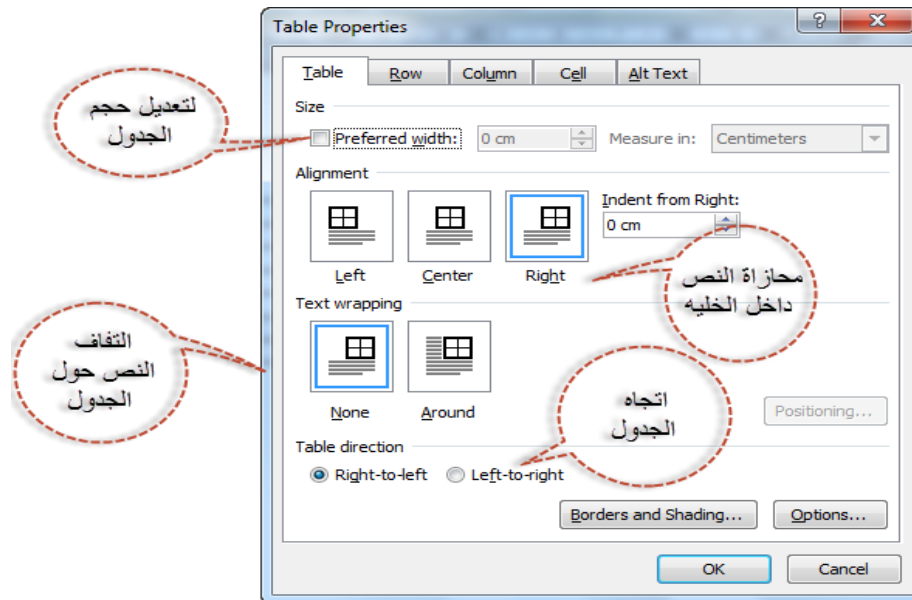 Table Properties
Table Row Column Cell Alt Text
Size
لتعديل حجم
الجدول
Preferred width: 0 cm Measure in: Centimeters
Alignment
Indent from Right:
0 cm
Left Center Right
محازاة النص
داخل الخليه
Text wrapping
التفاف
النص حول
الجدول
None Around
اتجاه
الجدول
Positioning...
Table direction
Right-to-left Left-to-right
Borders and Shading... Options...
OK Cancel